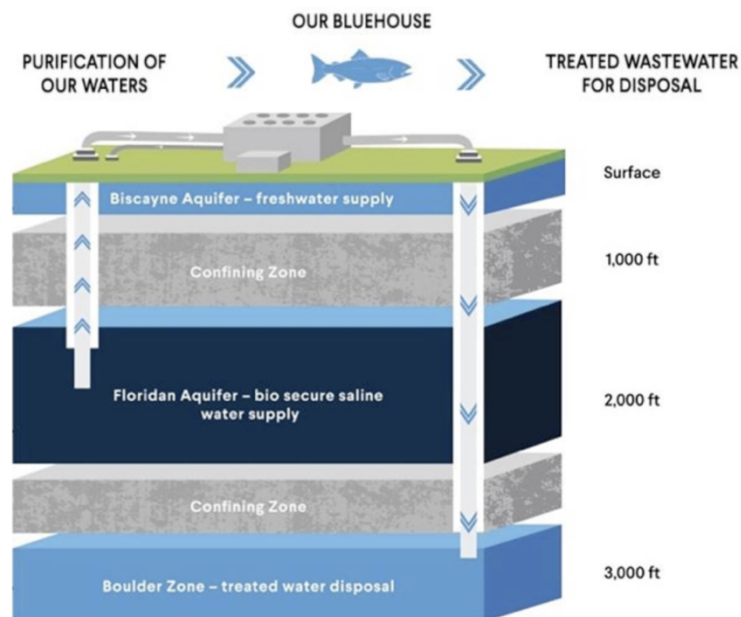 OUR BLUEHOUSE
PURIFICATION OF
OUR WATERS
TREATED WASTEWATER
FOR DISPOSAL
Surface
Biscayne Aquifer – freshwater supply
1,000 ft
Confining Zone
Floridan Aquifer – bio secure saline
water supply
2,000 ft
Confining Zone
Boulder Zone – treated water disposal
3,000 ft